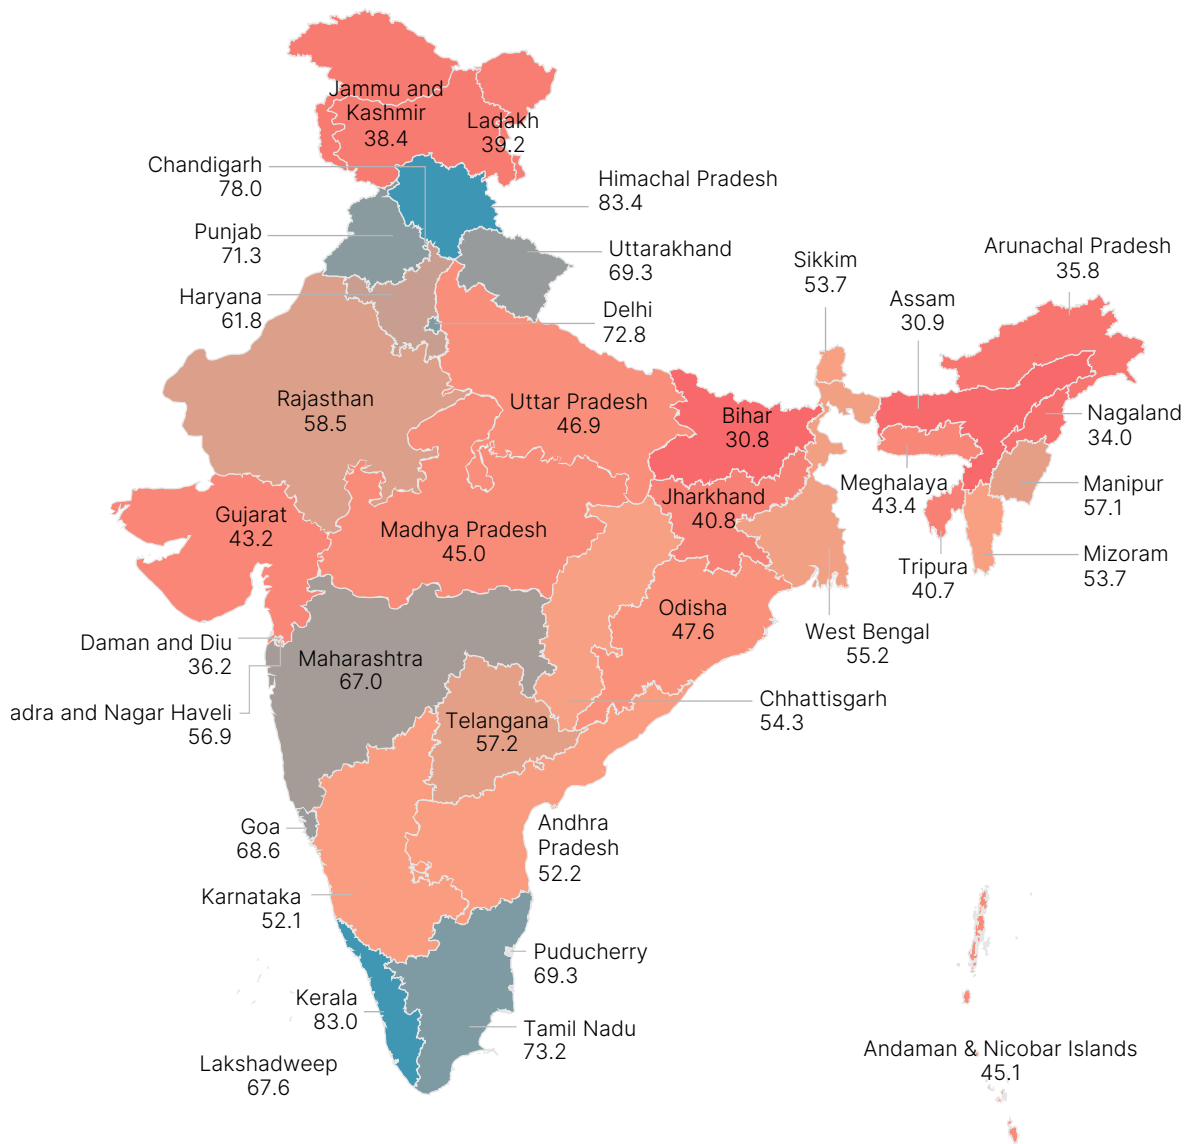 Jammu and
Kashmir
38.4
Ladakh
39.2
Chandigarh
78.0
Himachal Pradesh
83.4
Punjab
71.3
Uttarakhand
69.3
Sikkim
53.7
Arunachal Pradesh
35.8
Haryana
61.8
Delhi
72.8
Assam
30.9
Rajasthan
58.5
Uttar Pradesh
46.9
Bihar
30.8
Nagaland
34.0
Meghalaya
43.4
Manipur
57.1
Jharkhand
40.8
Gujarat
43.2
Madhya Pradesh
45.0
Mizoram
53.7
Tripura
40.7
Odisha
47.6
West Bengal
55.2
Daman and Diu
36.2
Maharashtra
67.0
adra and Nagar Haveli
56.9
Chhattisgarh
54.3
Telangana
57.2
Goa
68.6
Andhra
Pradesh
52.2
Karnataka
52.1
Puducherry
69.3
Kerala
83.0
Tamil Nadu
73.2
Lakshadweep
67.6
Andaman & Nicobar Islands
45.1